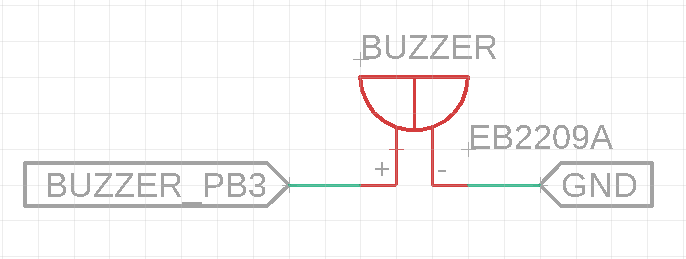 BUZZER
EB2209A
BUZZER_PB3
+
-
GND